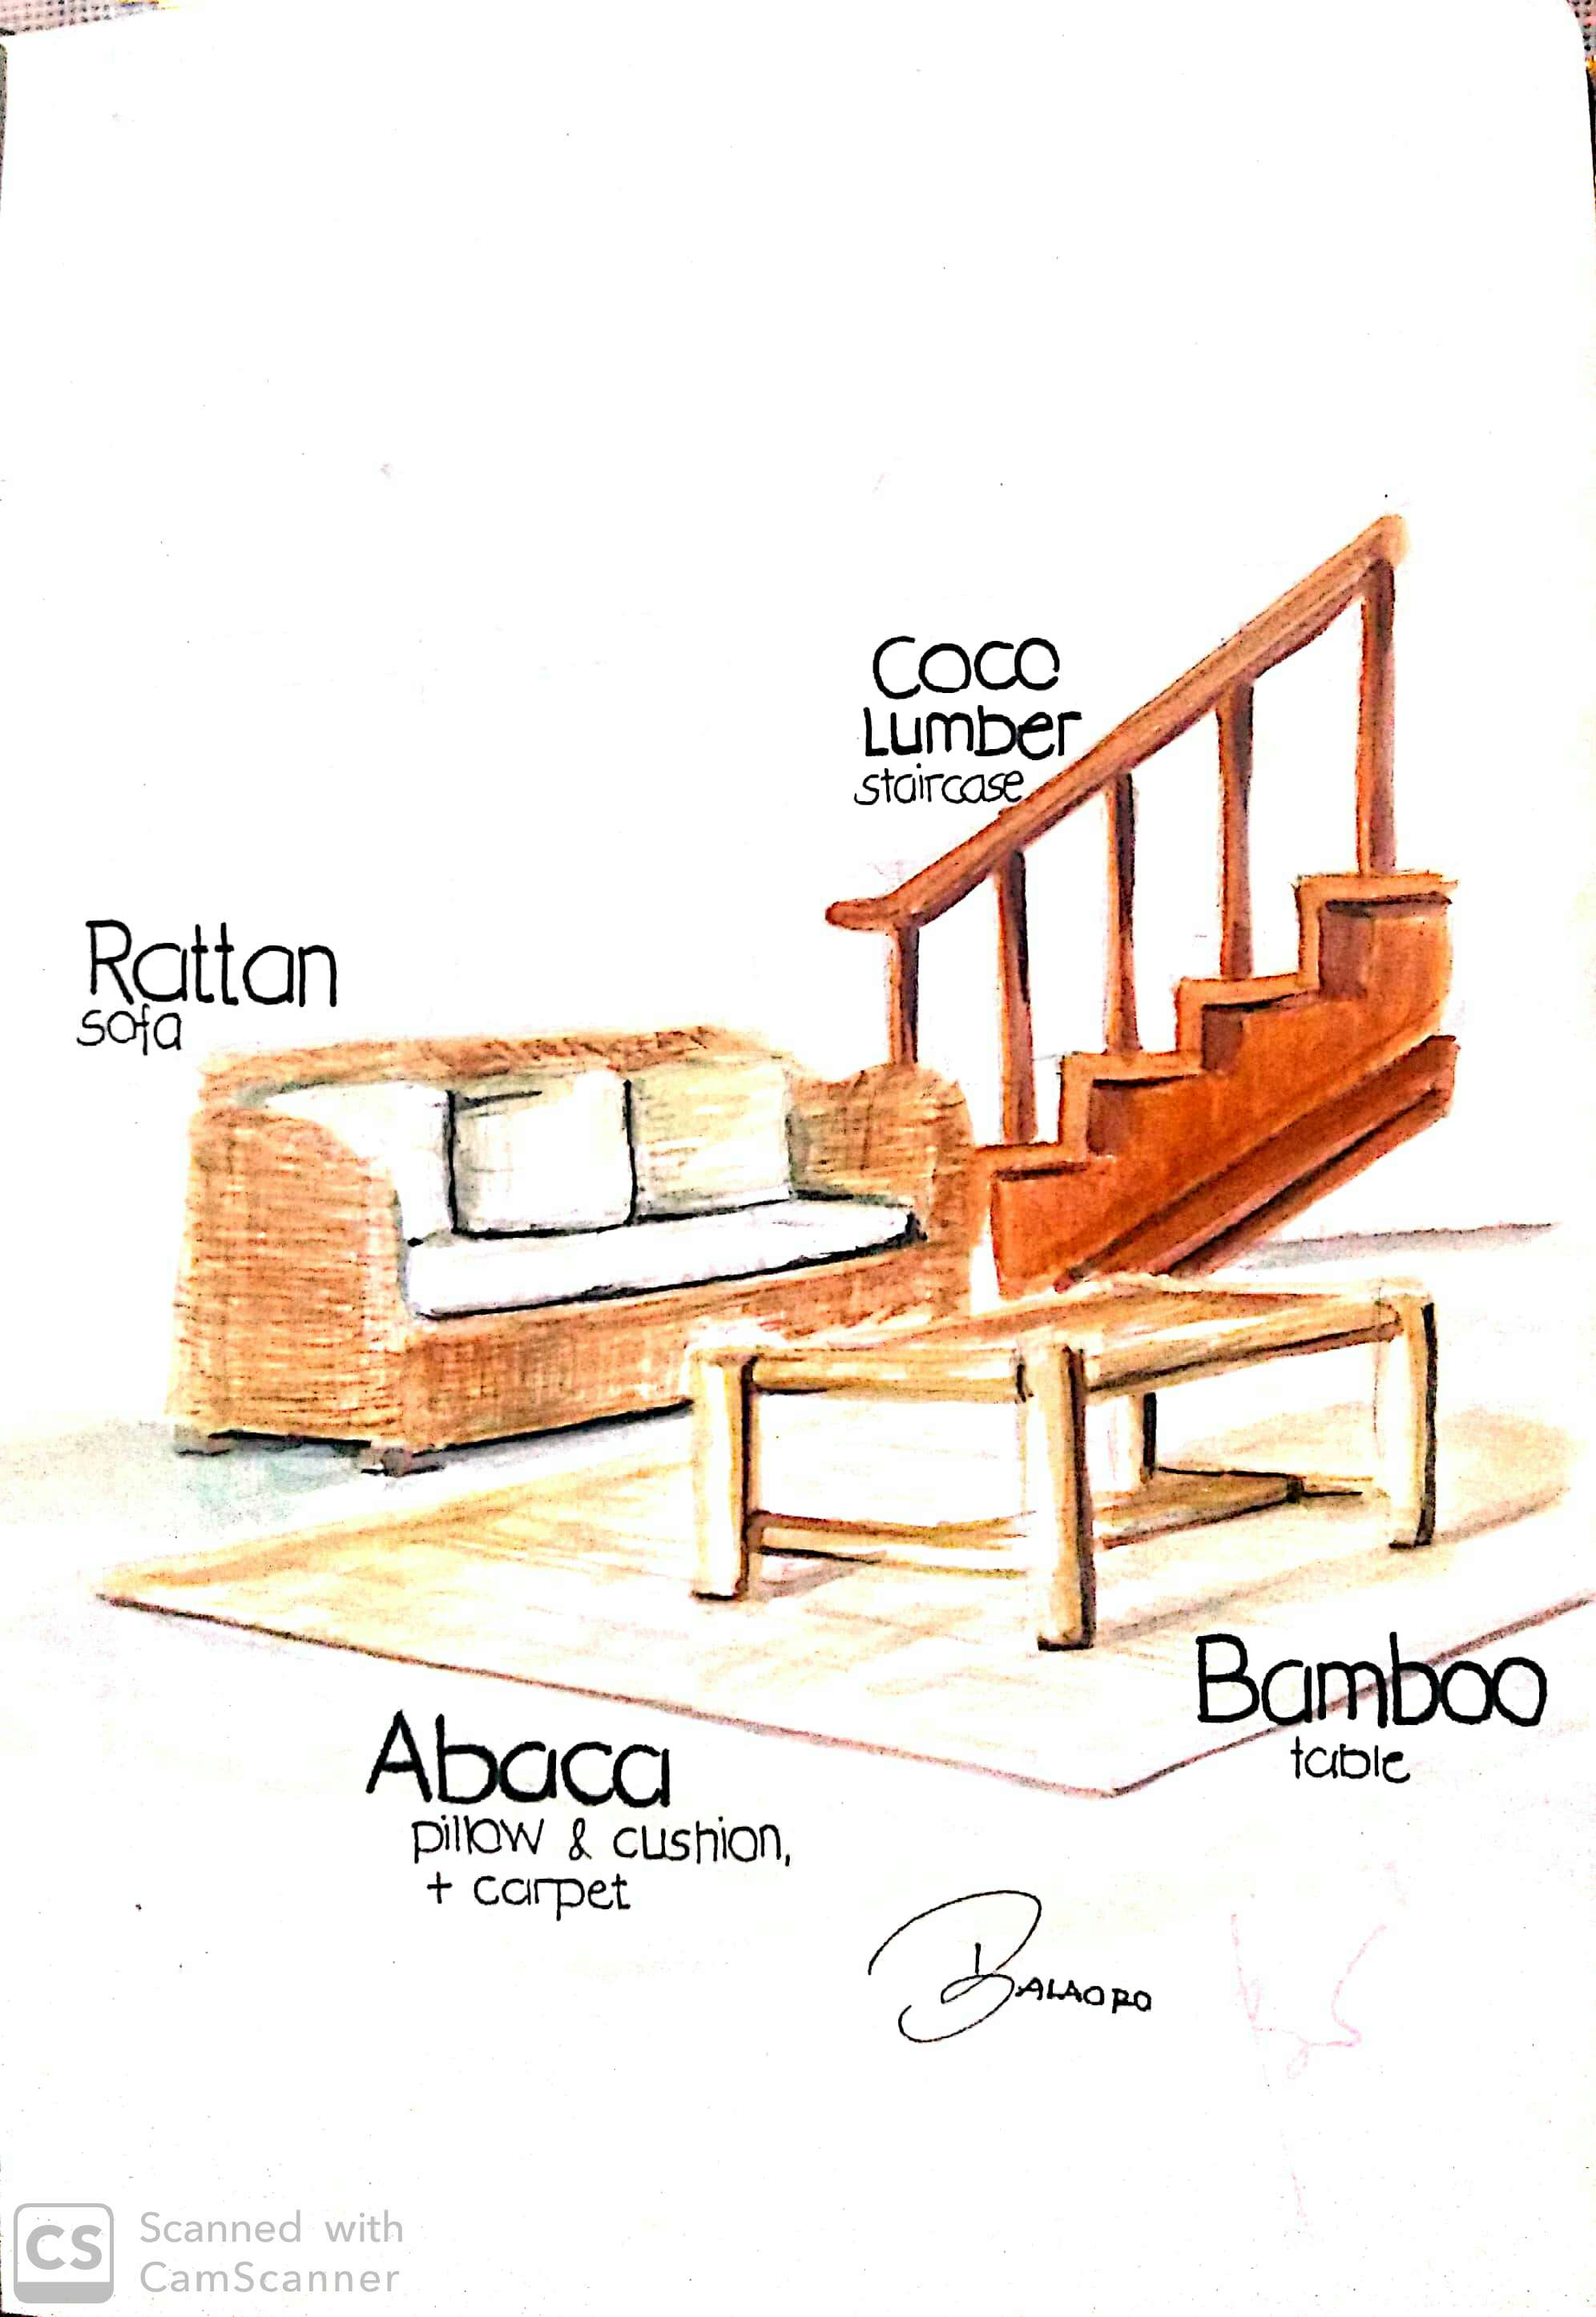 Coco
Lumber
staircase
Rattan
sofa
Bamboo
table
Abaca
pillow & cushion,
+ carpet
BALAORO
CS
Scanned with
CamScanner